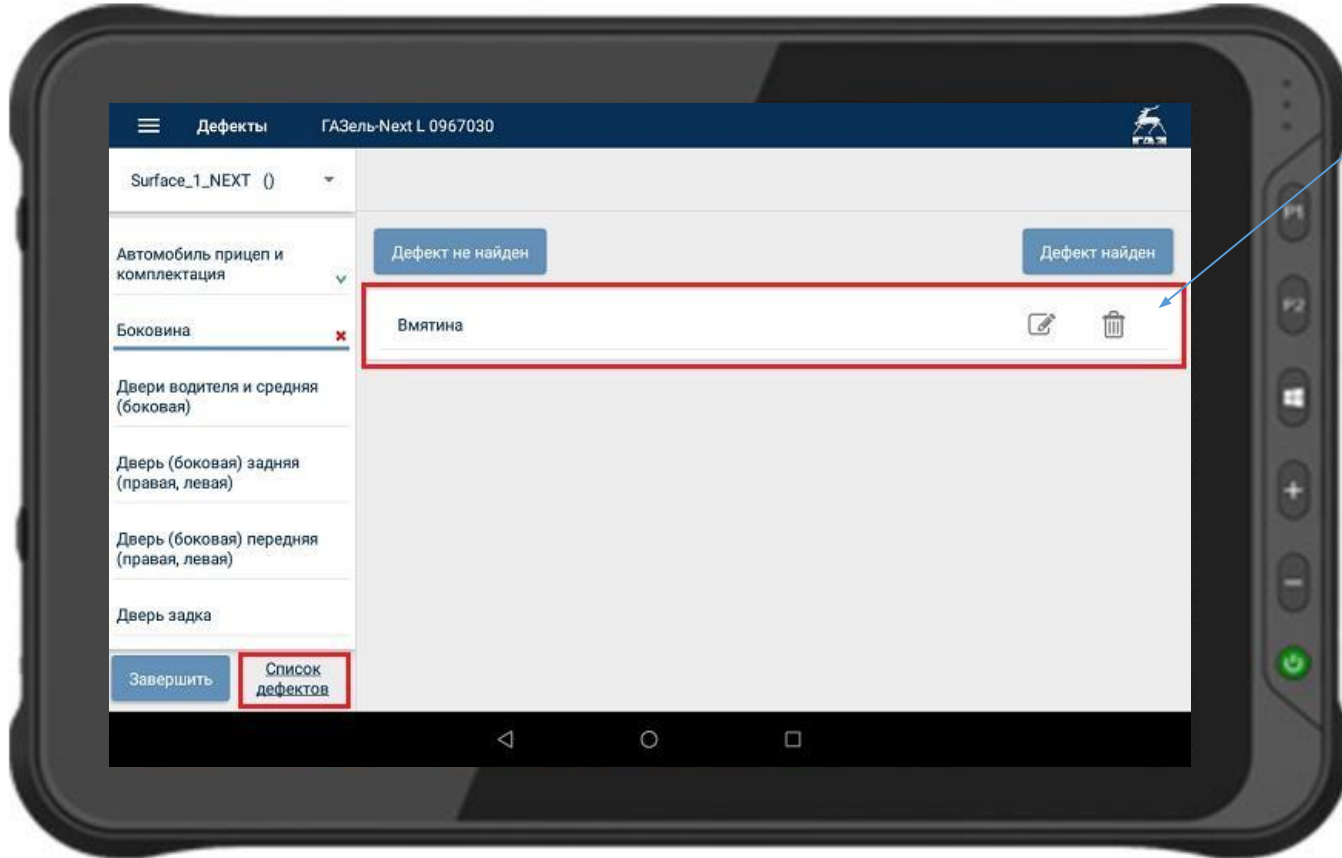 Дефекты ГАЗель-Next L 0967030
ГАЗ
Surface_1_NEXT ()
Автомобиль прицеп и
комплектация
Боковина
Двери водителя и средняя
(боковая)
Дверь (боковая) задняя
(правая, левая)
Дверь (боковая) передняя
(правая, левая)
Дверь задка
Завершить
Список
дефектов
Дефект не найден
Дефект найден
Вмятина
P1
P2
+
-